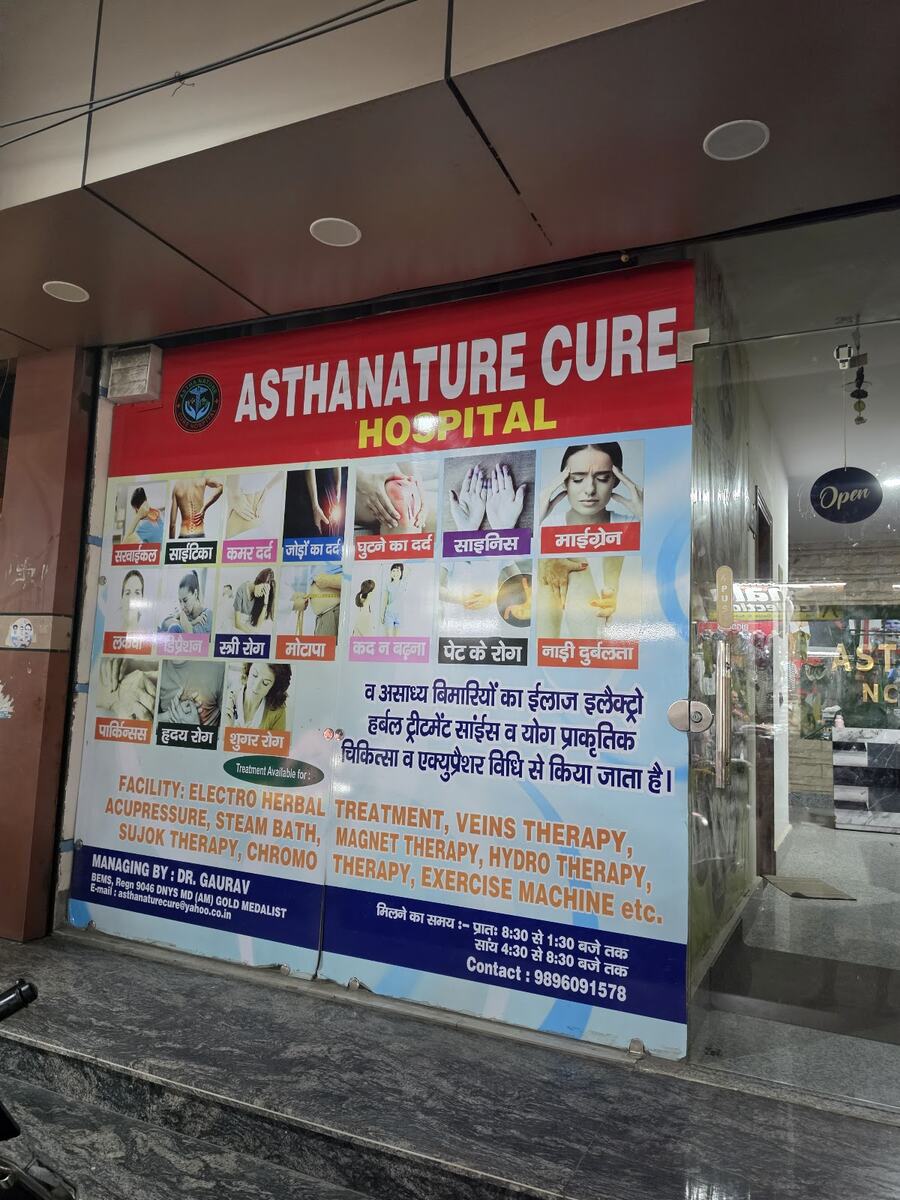 ASTHANATURE CURE
HOSPITAL
सरवाईकल
साईटिका
कमर दर्द
जोड़ों का दर्द
घुटने का दर्द
साइनिस
माईग्रेन
लकवा
डिप्रेशन
स्त्री रोग
मोटापा
कद न बढ़ना
पेट के रोग
नाड़ी दुर्बलता
पार्किन्सस
हृदय रोग
शुगर रोग
व असाध्य बिमारियों का ईलाज इलैक्ट्रो
हर्बल ट्रीटमेंट सांईस व योग प्राकृतिक
चिकित्सा व एक्युप्रैशर विधि से किया जाता है।
Treatment Available for :
FACILITY: ELECTRO HERBAL TREATMENT, VEINS THERAPY,
ACUPRESSURE, STEAM BATH, MAGNET THERAPY, HYDRO THERAPY,
SUJOK THERAPY, CHROMO THERAPY, EXERCISE MACHINE etc.
MANAGING BY : DR. GAURAV
BEMS, Regn 9046 DNYS MD (AM) GOLD MEDALIST
E-mail : asthanaturecure@yahoo.co.in
मिलने का समय :- प्रातः 8:30 से 1:30 बजे तक
सांय 4:30 से 8:30 बजे तक
Contact : 9896091578
Open
AST